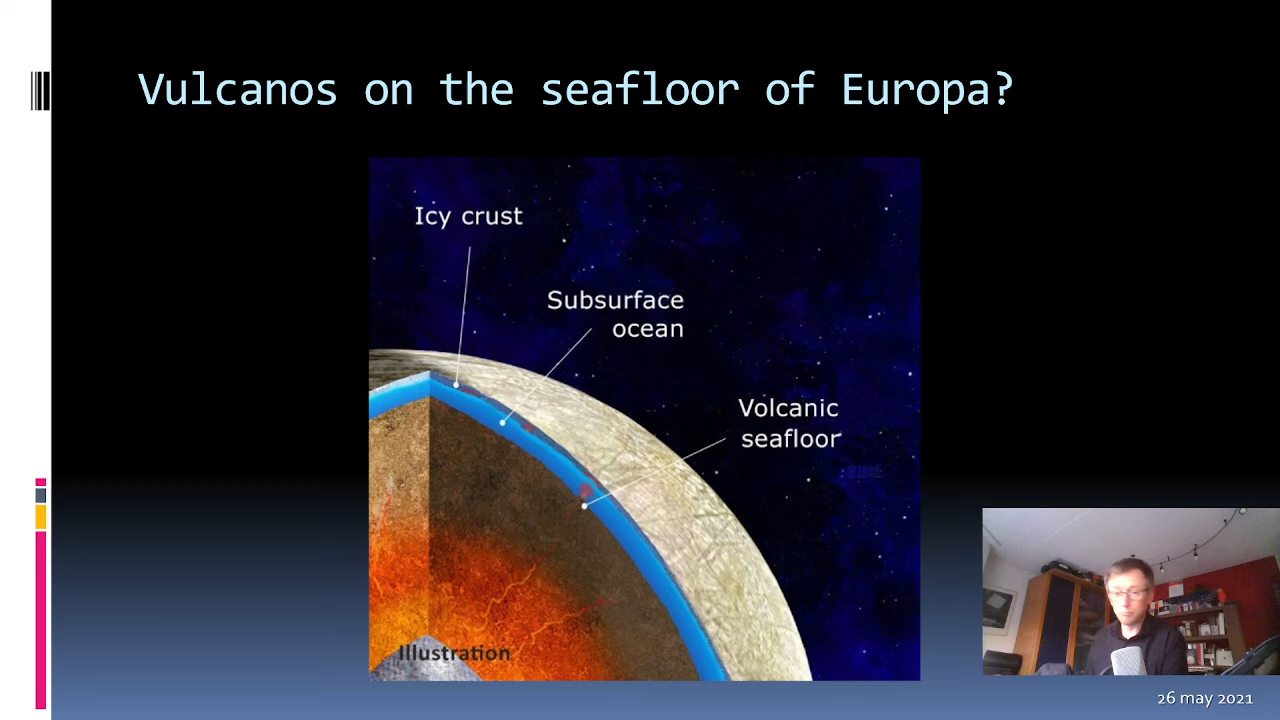 Vulcanos on the seafloor of Europa?
Icy crust
Subsurface
ocean
Volcanic
seafloor
Illustration
26 may 2021